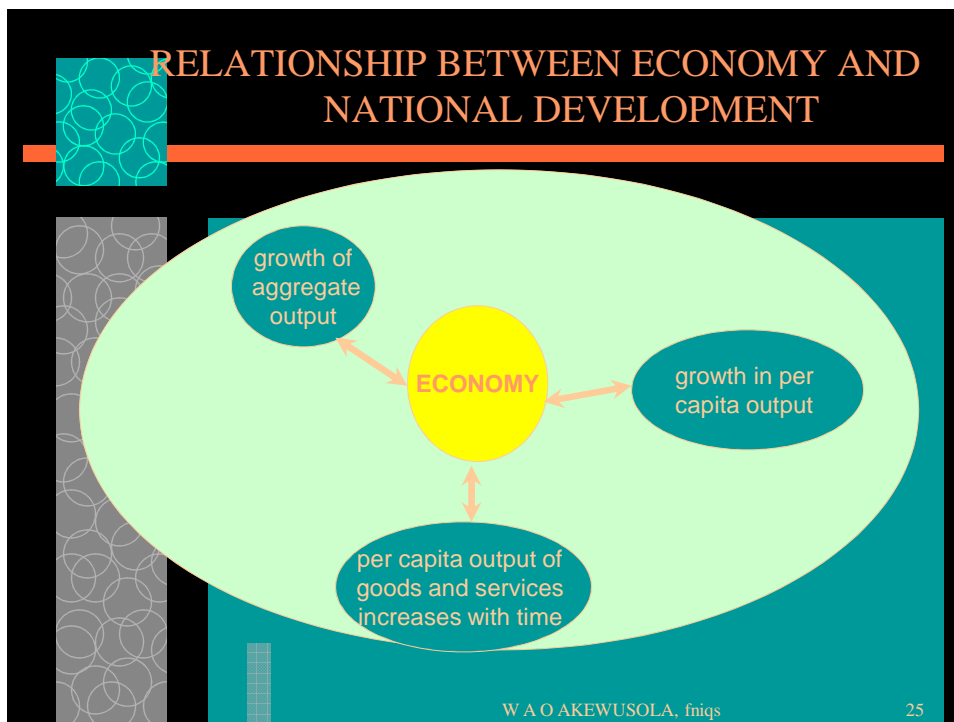 RELATIONSHIP BETWEEN ECONOMY AND
NATIONAL DEVELOPMENT
growth of
aggregate
output
ECONOMY
growth in per
capita output
per capita output of
goods and services
increases with time
W A O AKEWUSOLA, fniqs
25